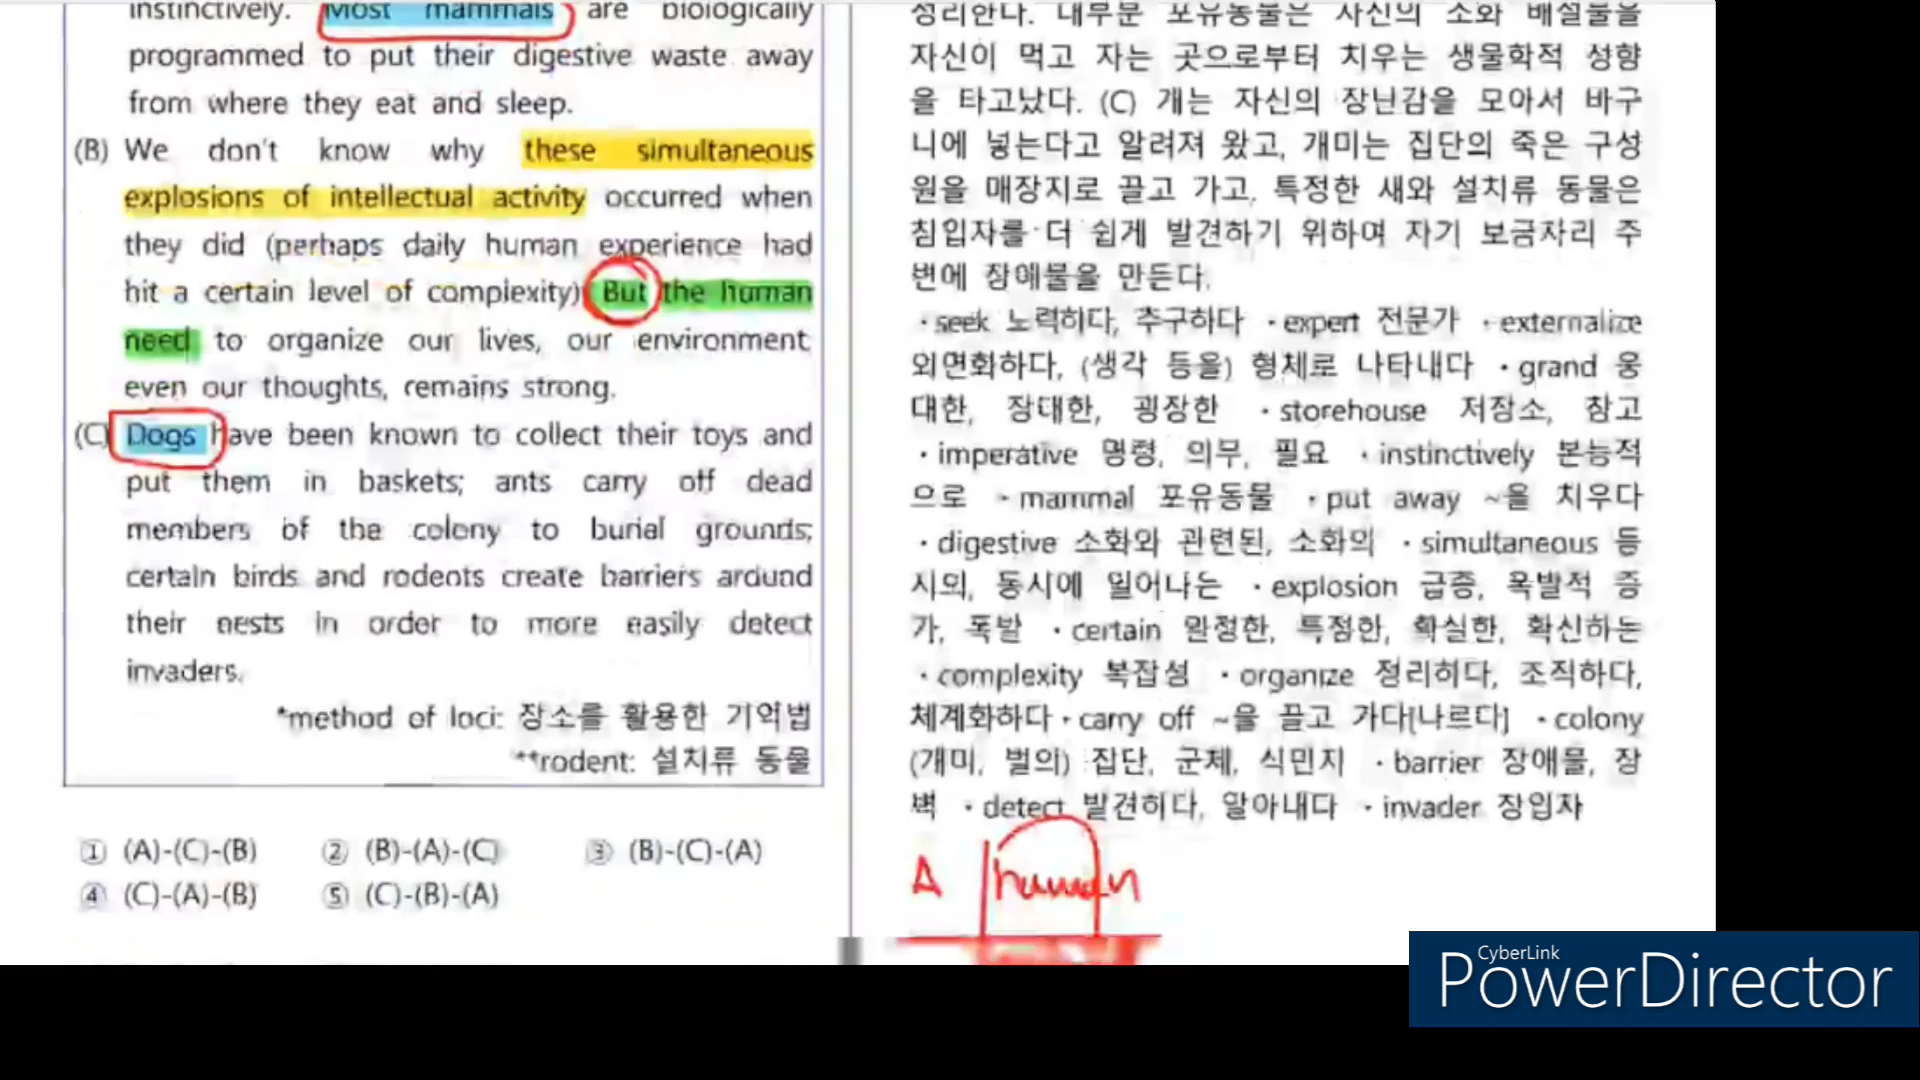 instinctively. Most mammals are biologically
programmed to put their digestive waste away
from where they eat and sleep.
(B) We don't know why these simultaneous
explosions of intellectual activity occurred when
they did (perhaps daily human experience had
hit a certain level of complexity) But the human
need to organize our lives, our environment
even our thoughts, remains strong.
(C) Dogs have been known to collect their toys and
put them in baskets; ants carry off dead
members of the colony to burial grounds;
certain birds and rodents create barriers around
their nests in order to more easily detect
invaders.
*method of loci: 장소를 활용한 기억법
**rodent: 설치류 동물
① (A)-(C)-(B) ② (B)-(A)-(C) ③ (B)-(C)-(A)
④ (C)-(A)-(B) ⑤ (C)-(B)-(A)
정리한다. 대부분 포유동물은 자신의 소화 배설물을
자신이 먹고 자는 곳으로부터 치우는 생물학적 성향
을 타고났다. (C) 개는 자신의 장난감을 모아서 바구
니에 넣는다고 알려져 왔고, 개미는 집단의 죽은 구성
원을 매장지로 끌고 가고, 특정한 새와 설치류 동물은
침입자를 더 쉽게 발견하기 위하여 자기 보금자리 주
변에 장애물을 만든다.
·seek 노력하다, 추구하다 ·expert 전문가 ·externalize
외면화하다, (생각 등을) 형체로 나타내다 ·grand 웅
대한, 장대한, 굉장한 ·storehouse 저장소, 창고
·imperative 명령, 의무, 필요 ·instinctively 본능적
으로 ·mammal 포유동물 ·put away ~을 치우다
·digestive 소화와 관련된, 소화의 ·simultaneous 동
시의, 동시에 일어나는 ·explosion 급증, 폭발적 증
가, 폭발 ·certain 일정한, 특정한, 확실한, 확신하는
·complexity 복잡성 ·organize 정리하다, 조직하다,
체계화하다 ·carry off ~을 끌고 가다[나르다] ·colony
(개미, 벌의) 집단, 군체, 식민지 ·barrier 장애물, 장
벽 ·detect 발견하다, 알아내다 ·invader 침입자
A human
CyberLink
PowerDirector